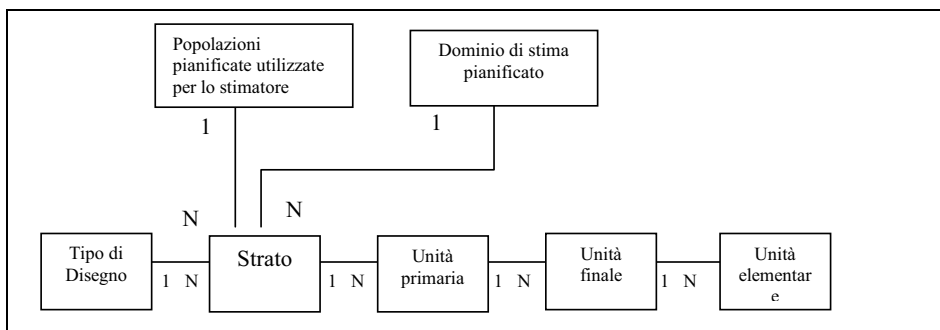 Popolazioni
pianificate utilizzate
per lo stimatore
Dominio di stima
pianificato
1
1
N
N
Tipo di
Disegno
1 N
Strato
1 N
Unità
primaria
1 N
Unità
finale
1 N
Unità
elementar
e